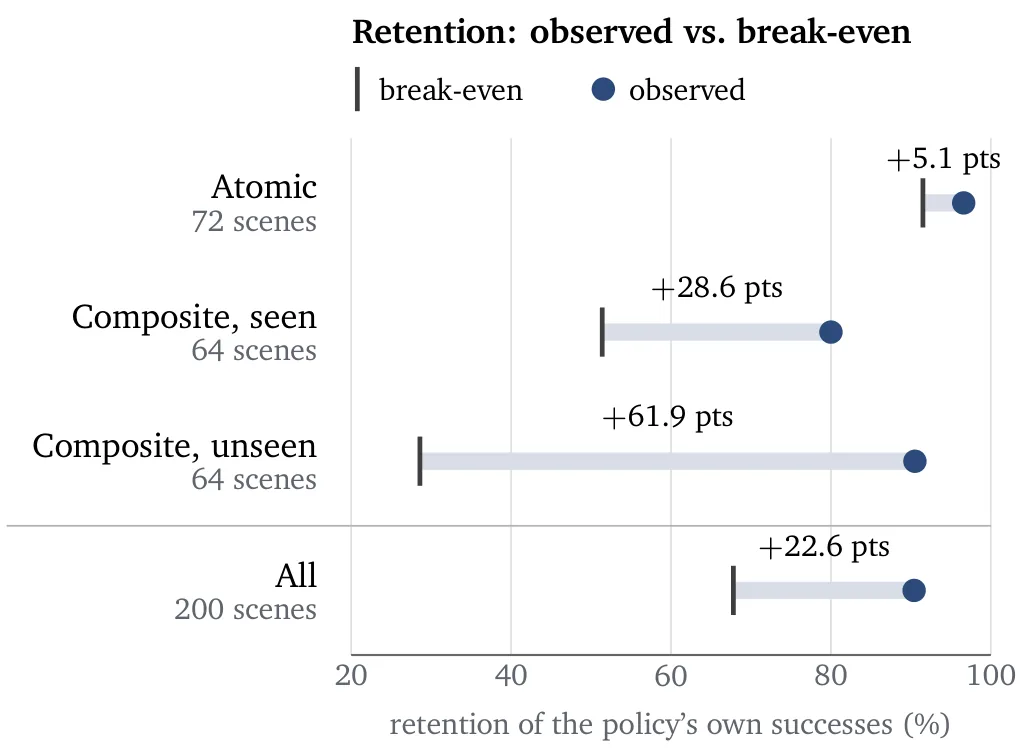 Retention: observed vs. break-even
break-even
observed
+5.1 pts
Atomic
72 scenes
+28.6 pts
Composite, seen
64 scenes
+61.9 pts
Composite, unseen
64 scenes
+22.6 pts
All
200 scenes
20 40 60 80 100
retention of the policy’s own successes (%)